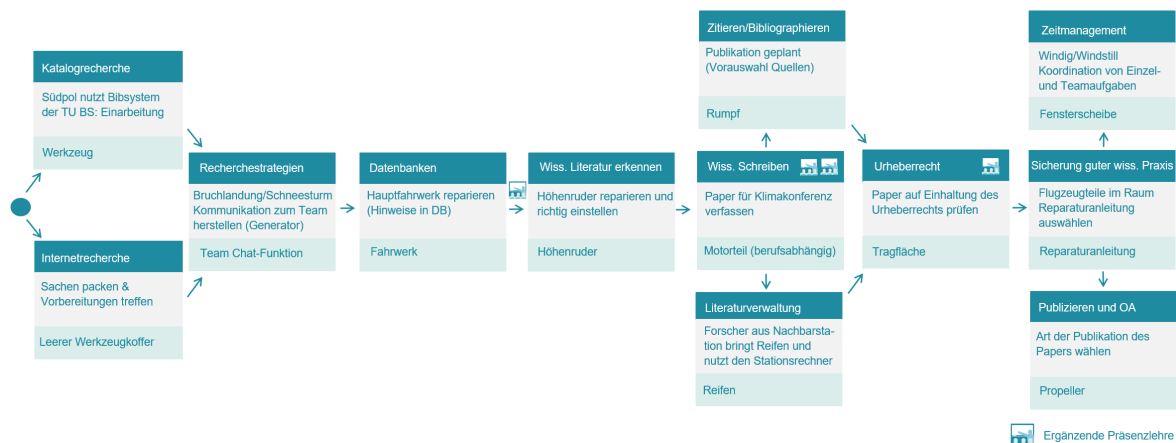 Katalogrecherche
Südpol nutzt Bibsystem
der TU BS: Einarbeitung
Werkzeug
Internetrecherche
Sachen packen &
Vorbereitungen treffen
Leerer Werkzeugkoffer
Recherchestrategien
Bruchlandung/Schneesturm
Kommunikation zum Team
herstellen (Generator)
Team Chat-Funktion
Datenbanken
Hauptfahrwerk reparieren
(Hinweise in DB)
Fahrwerk
Wiss. Literatur erkennen
Höhenruder reparieren und
richtig einstellen
Höhenruder
Zitieren/Bibliographieren
Publikation geplant
(Vorauswahl Quellen)
Rumpf
Wiss. Schreiben
Paper für Klimakonferenz
verfassen
Motorteil (berufsabhängig)
Literaturverwaltung
Forscher aus Nachbarsta-
tion bringt Reifen und
nutzt den Stationsrechner
Reifen
Urheberrecht
Paper auf Einhaltung des
Urheberrechts prüfen
Tragfläche
Zeitmanagement
Windig/Windstill
Koordination von Einzel-
und Teamaufgaben
Fensterscheibe
Sicherung guter wiss. Praxis
Flugzeugteile im Raum
Reparaturanleitung
auswählen
Reparaturanleitung
Publizieren und OA
Art der Publikation des
Papers wählen
Propeller
Ergänzende Präsenzlehre